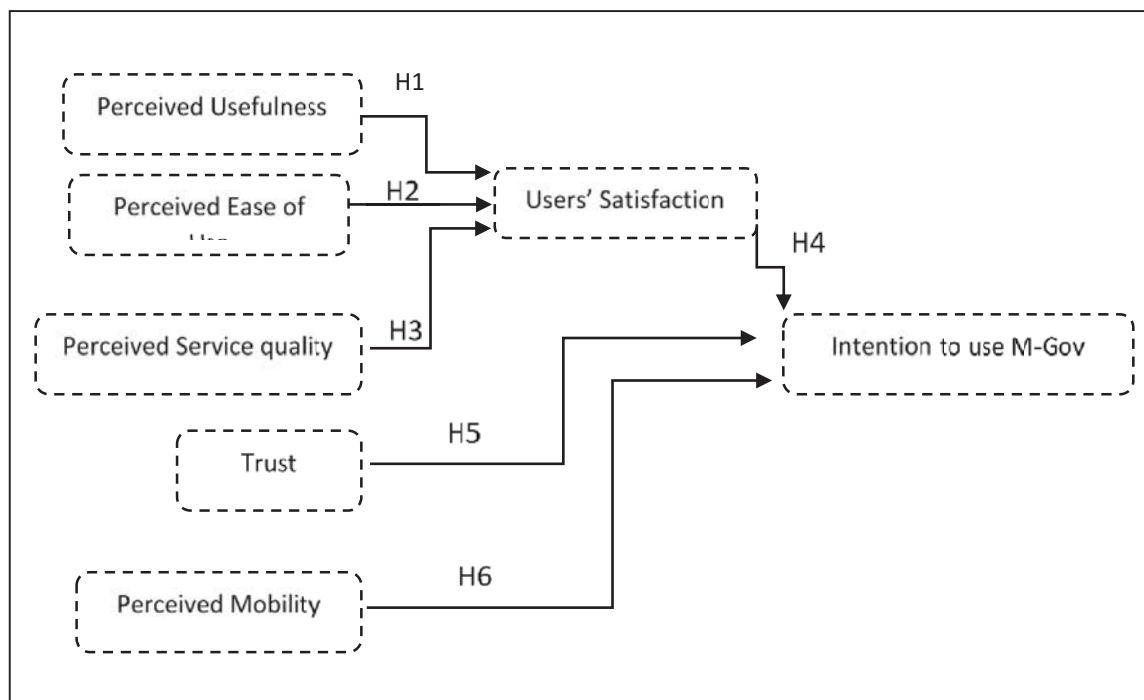 H1
Perceived Usefulness
H2
Users’ Satisfaction
Perceived Ease of
H4
H3
Perceived Service quality
Intention to use M-Gov
H5
Trust
H6
Perceived Mobility